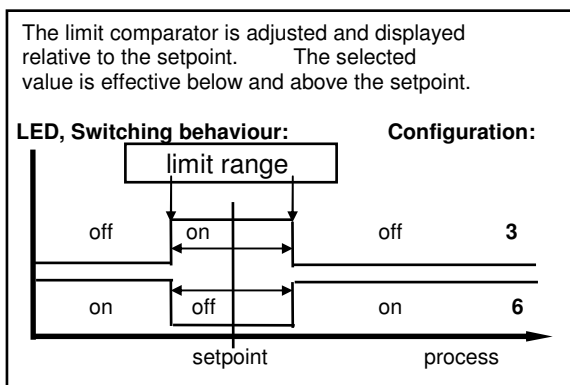 The limit comparator is adjusted and displayed
relative to the setpoint. The selected
value is effective below and above the setpoint.
LED, Switching behaviour: Configuration:
limit range
off on off 3
on off on 6
setpoint process